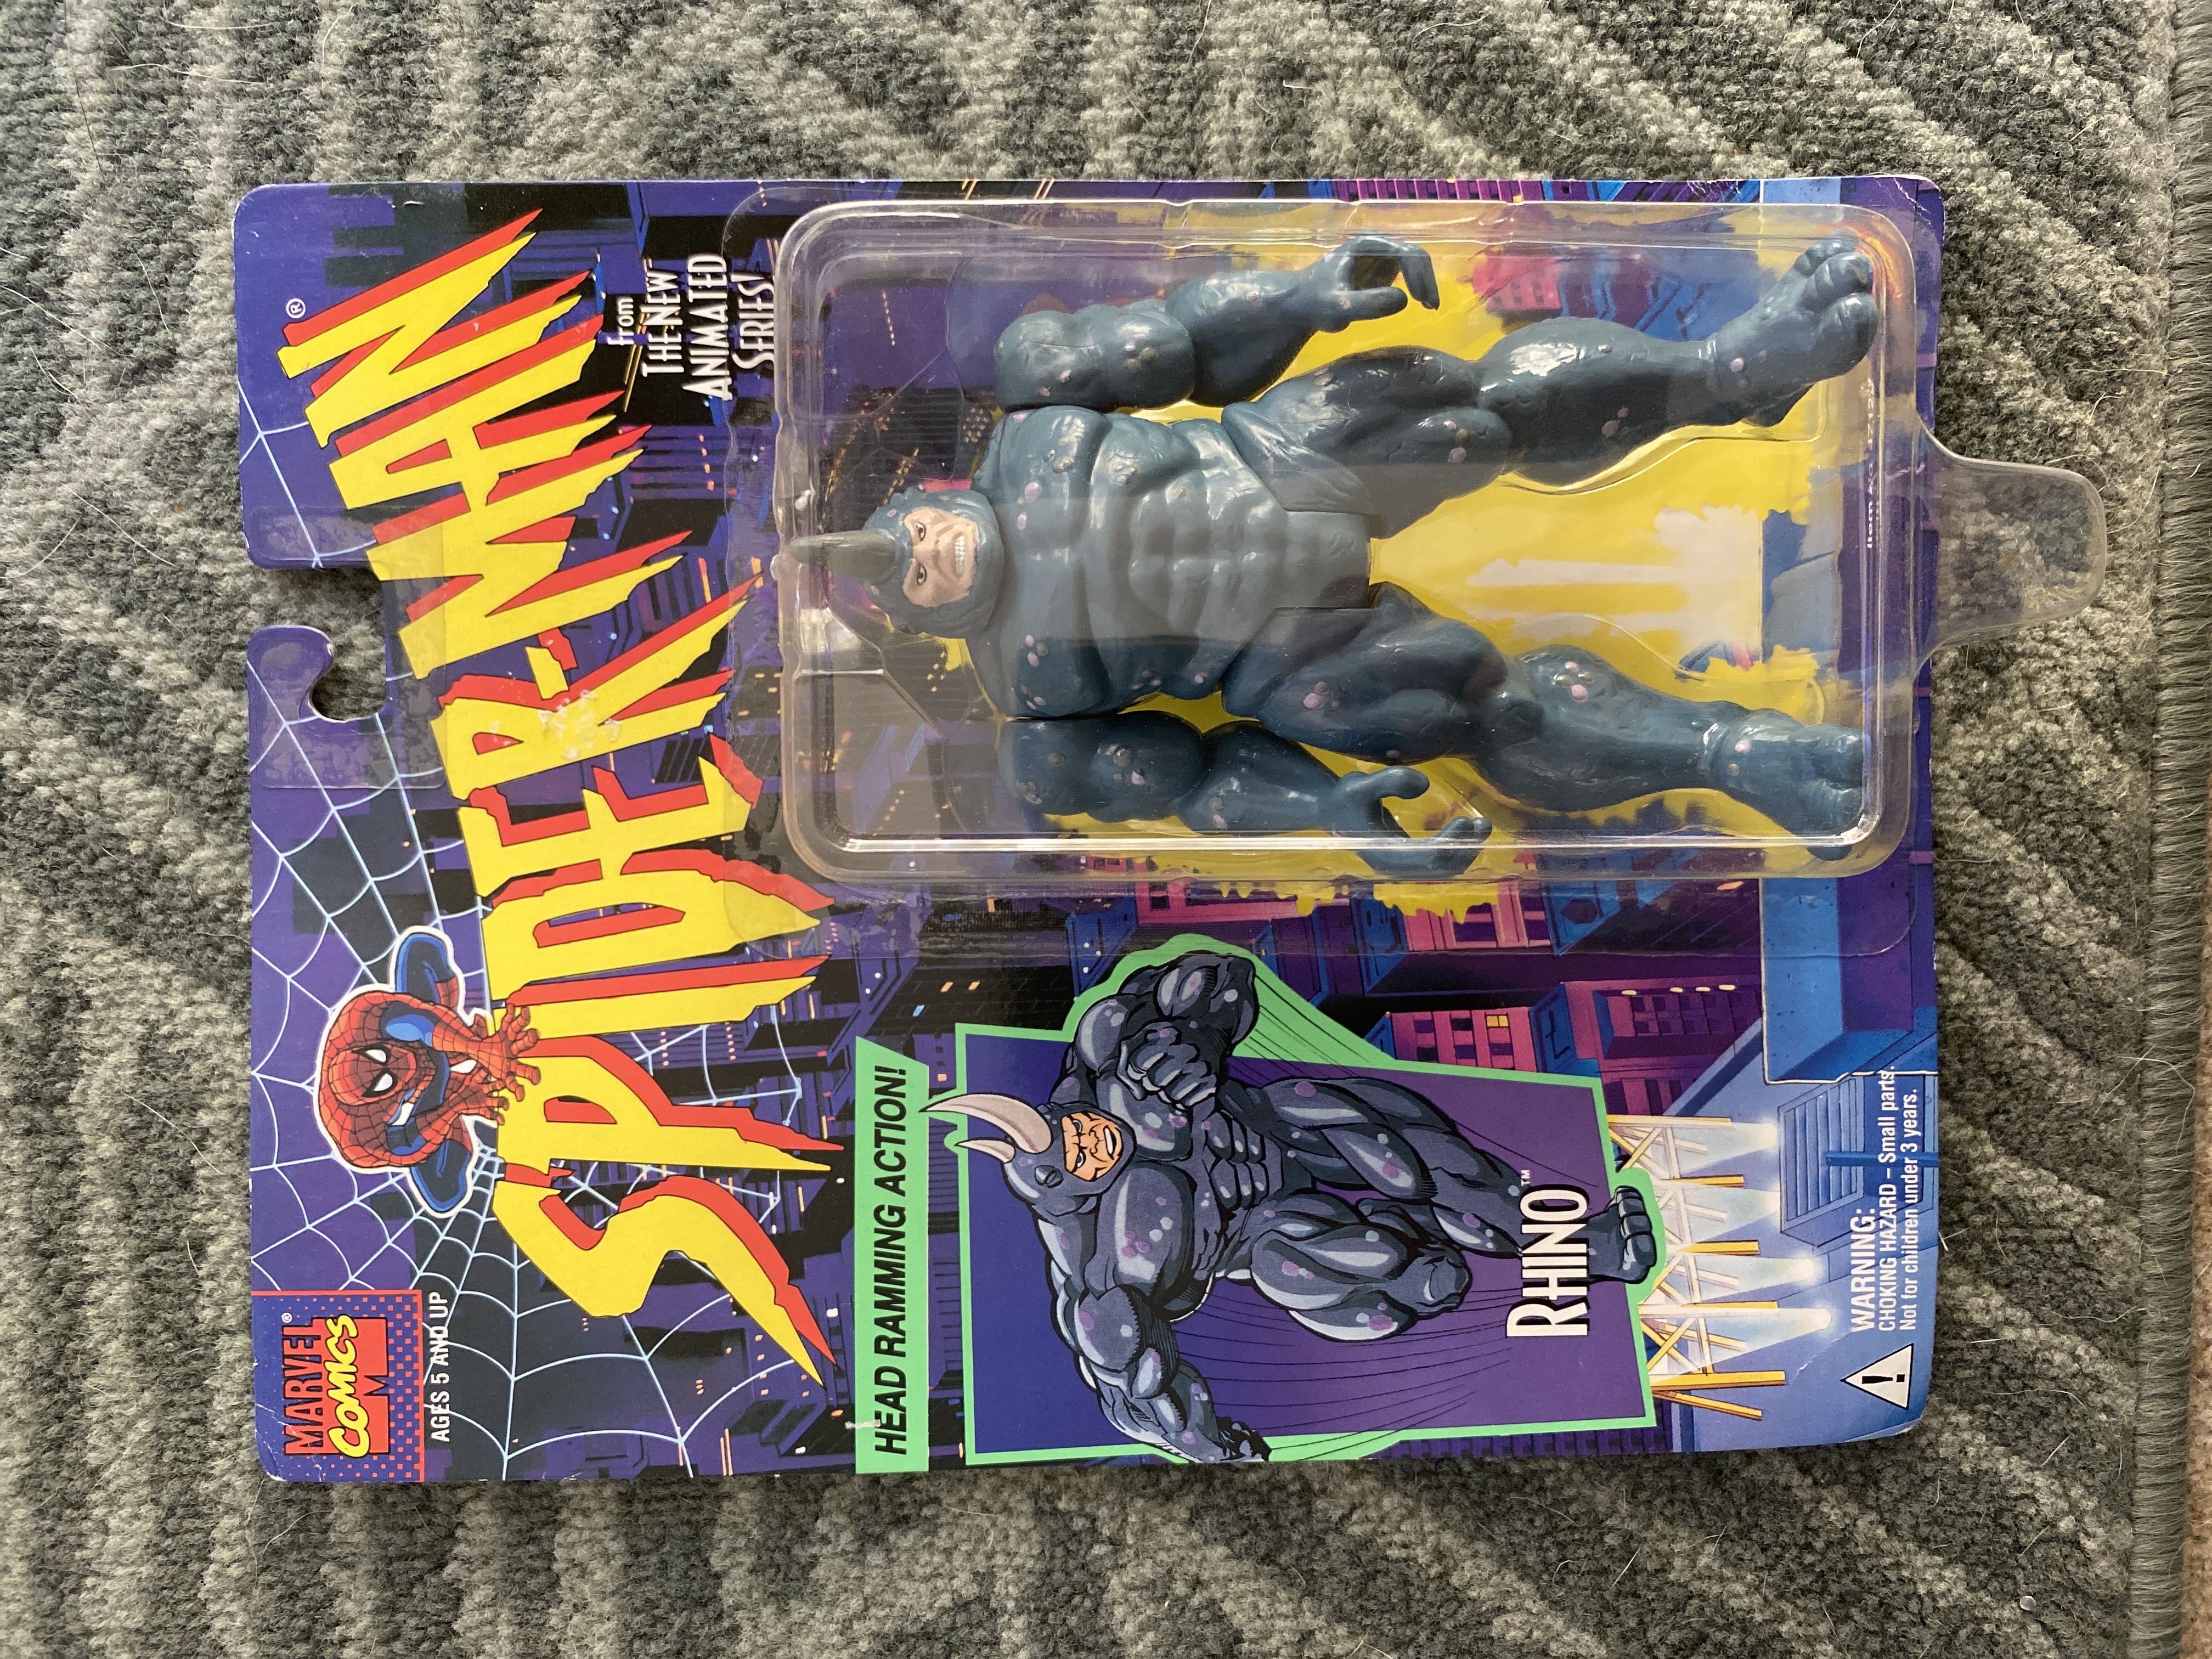 MARVEL®
COMICS
AGES 5 AND UP
SPIDER-MAN®
From
THE NEW
ANIMATED
SERIES!
HEAD RAMMING ACTION!
RHINO™
WARNING:
CHOKING HAZARD – Small parts.
Not for children under 3 years.